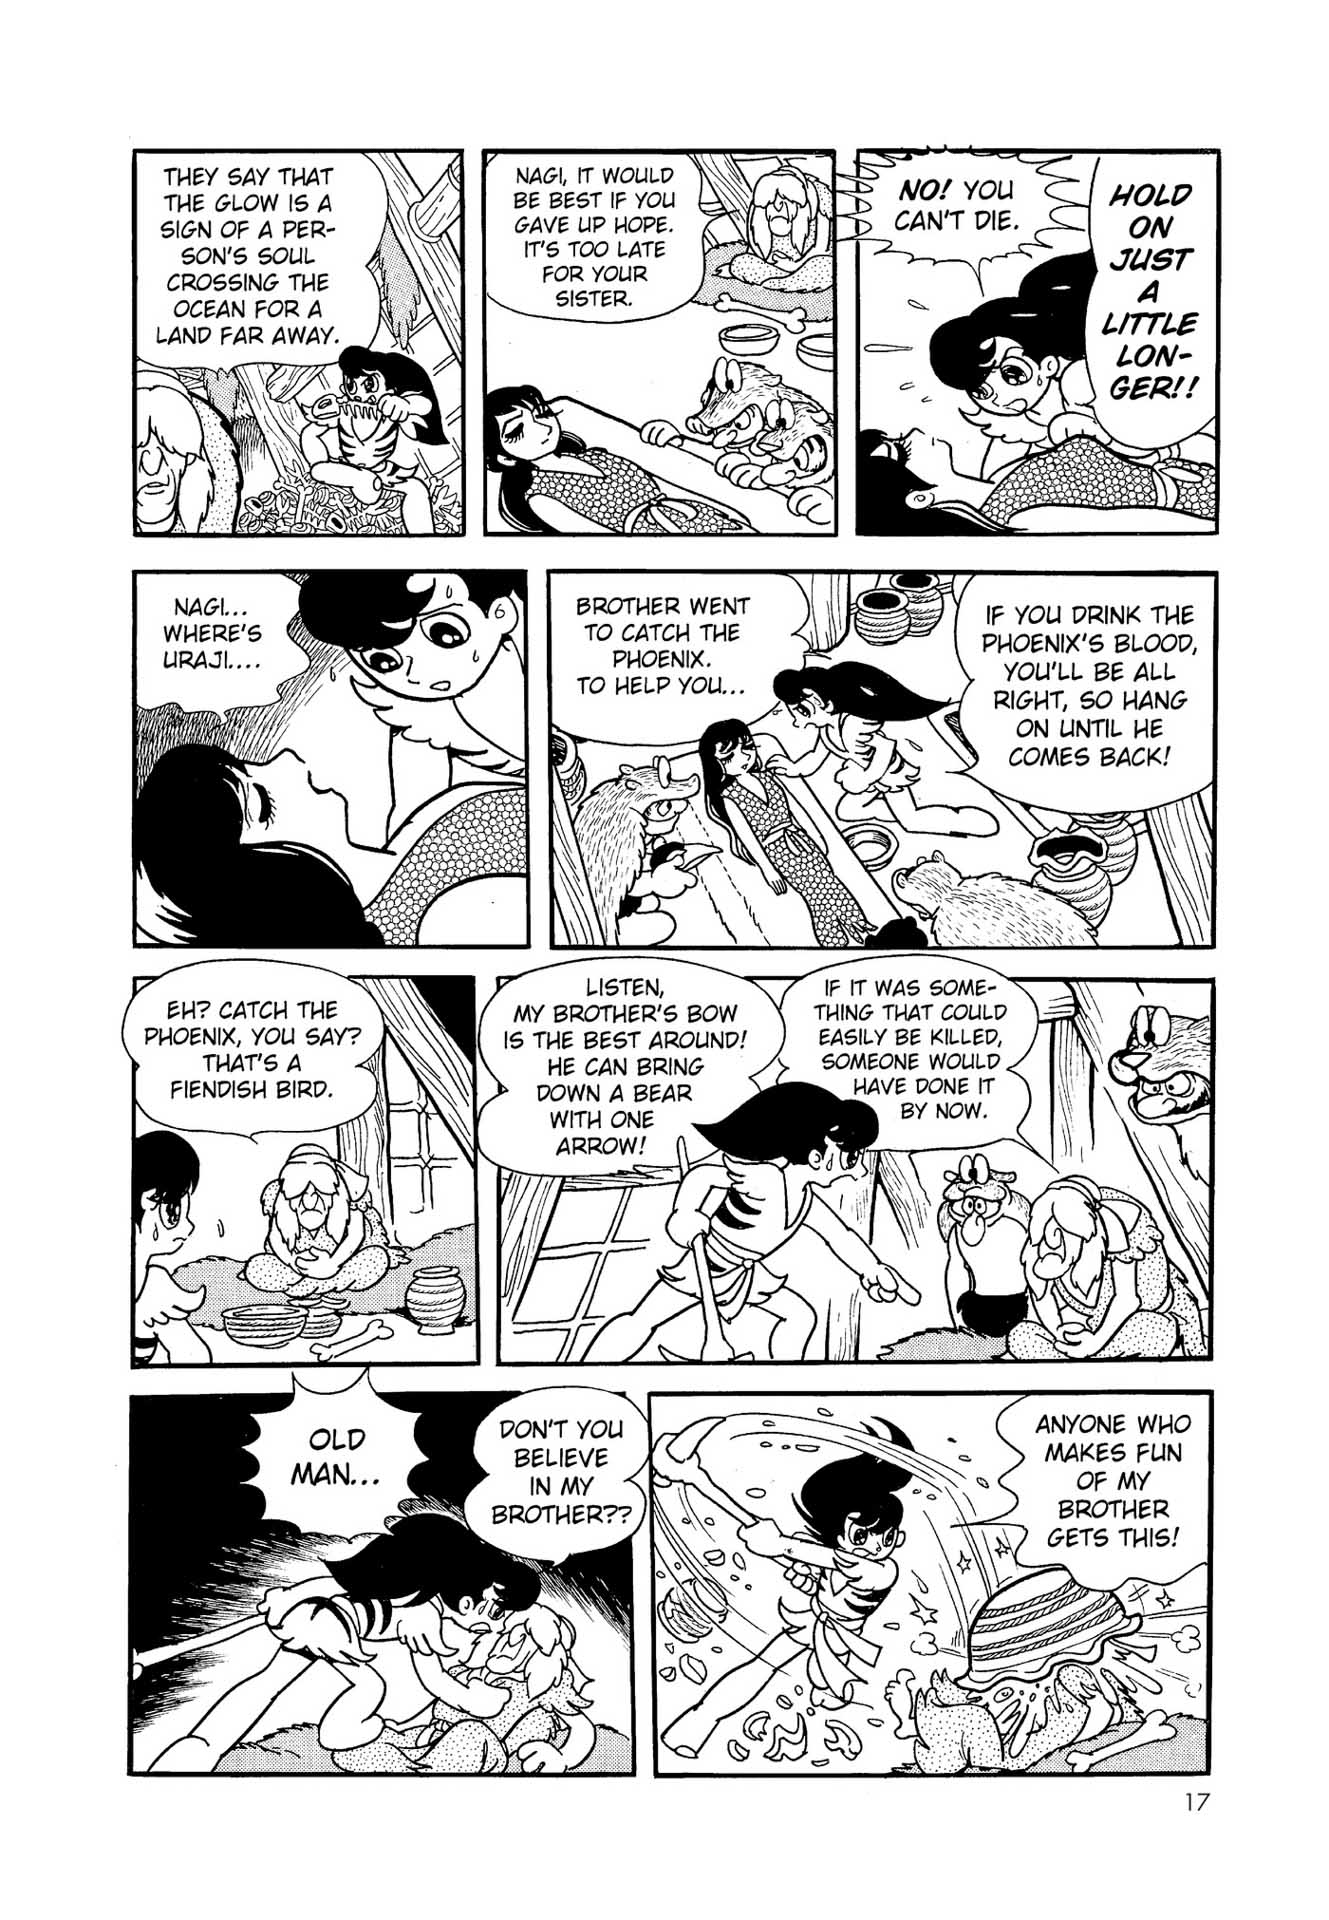 THEY SAY THAT
THE GLOW IS A
SIGN OF A PER-
SON'S SOUL
CROSSING THE
OCEAN FOR A
LAND FAR AWAY.
NAGI, IT WOULD
BE BEST IF YOU
GAVE UP HOPE.
IT'S TOO LATE
FOR YOUR
SISTER.
NO! YOU
CAN'T DIE.
HOLD
ON
JUST
A
LITTLE
LON-
GER!!
NAGI...
WHERE'S
URAJI....
BROTHER WENT
TO CATCH THE
PHOENIX.
TO HELP YOU...
IF YOU DRINK THE
PHOENIX'S BLOOD,
YOU'LL BE ALL
RIGHT, SO HANG
ON UNTIL HE
COMES BACK!
EH? CATCH THE
PHOENIX, YOU SAY?
THAT'S A
FIENDISH BIRD.
LISTEN,
MY BROTHER'S BOW
IS THE BEST AROUND!
HE CAN BRING
DOWN A BEAR
WITH ONE
ARROW!
IF IT WAS SOME-
THING THAT COULD
EASILY BE KILLED,
SOMEONE WOULD
HAVE DONE IT
BY NOW.
OLD
MAN...
DON'T YOU
BELIEVE
IN MY
BROTHER??
ANYONE WHO
MAKES FUN
OF MY
BROTHER
GETS THIS!
17